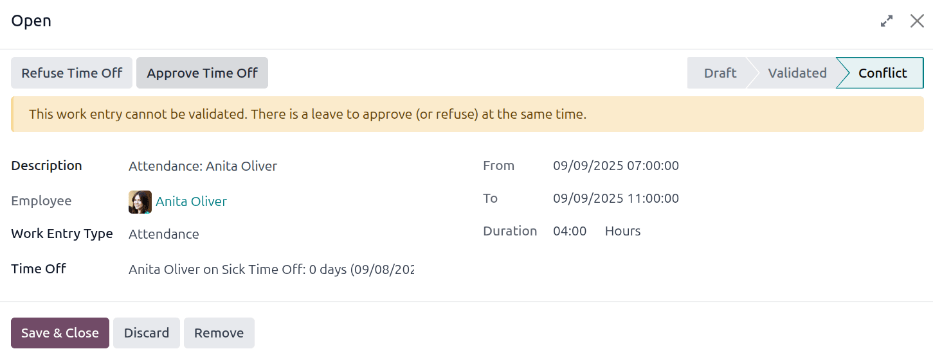 Open
Refuse Time Off Approve Time Off Draft Validated Conflict
This work entry cannot be validated. There is a leave to approve (or refuse) at the same time.
Description Attendance: Anita Oliver From 09/09/2025 07:00:00
Employee Anita Oliver To 09/09/2025 11:00:00
Work Entry Type Attendance Duration 04:00 Hours
Time Off Anita Oliver on Sick Time Off: 0 days (09/08/202
Save & Close Discard Remove